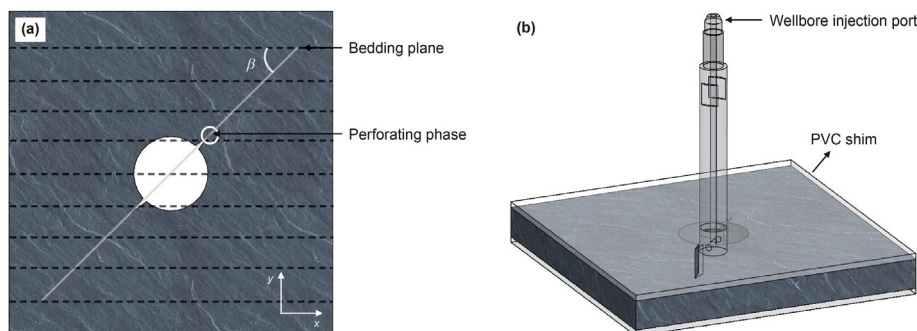 (a)
Bedding plane
β
Perforating phase
y
x
(b)
Wellbore injection port
PVC shim